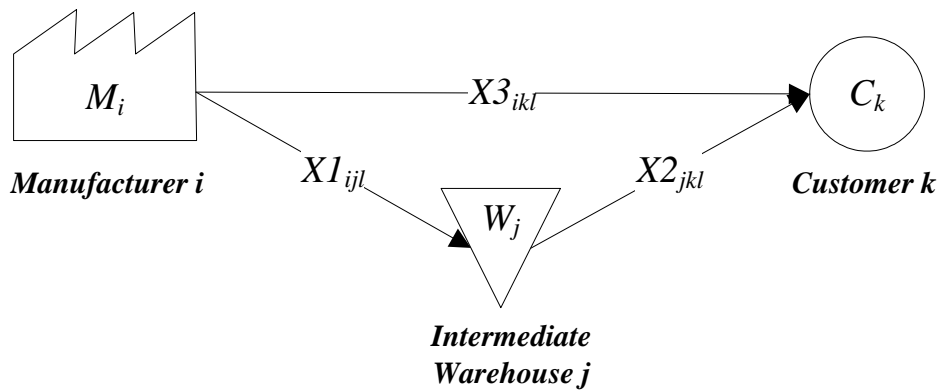 M_i
X3_ikl
C_k
Manufacturer i
X1_ijl
X2_jkl
Customer k
W_j
Intermediate
Warehouse j